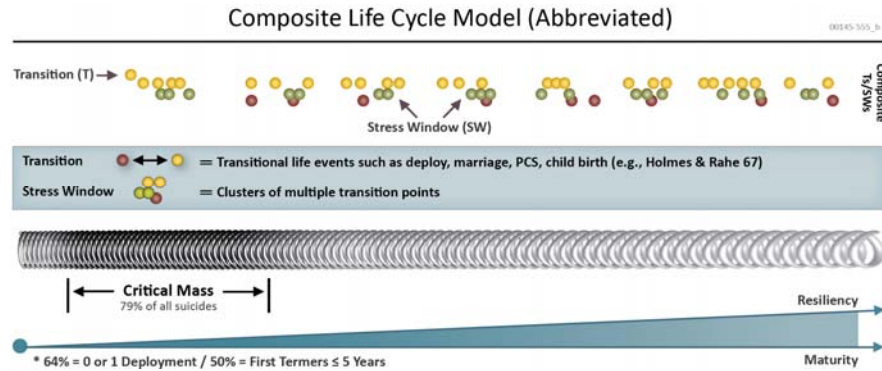 Composite Life Cycle Model (Abbreviated)
00145-555_b
Transition (T)
Stress Window (SW)
Composite
Ts/SWs
Transition = Transitional life events such as deploy, marriage, PCS, child birth (e.g., Holmes & Rahe 67)
Stress Window = Clusters of multiple transition points
Critical Mass
79% of all suicides
Resiliency
* 64% = 0 or 1 Deployment / 50% = First Termers ≤ 5 Years
Maturity